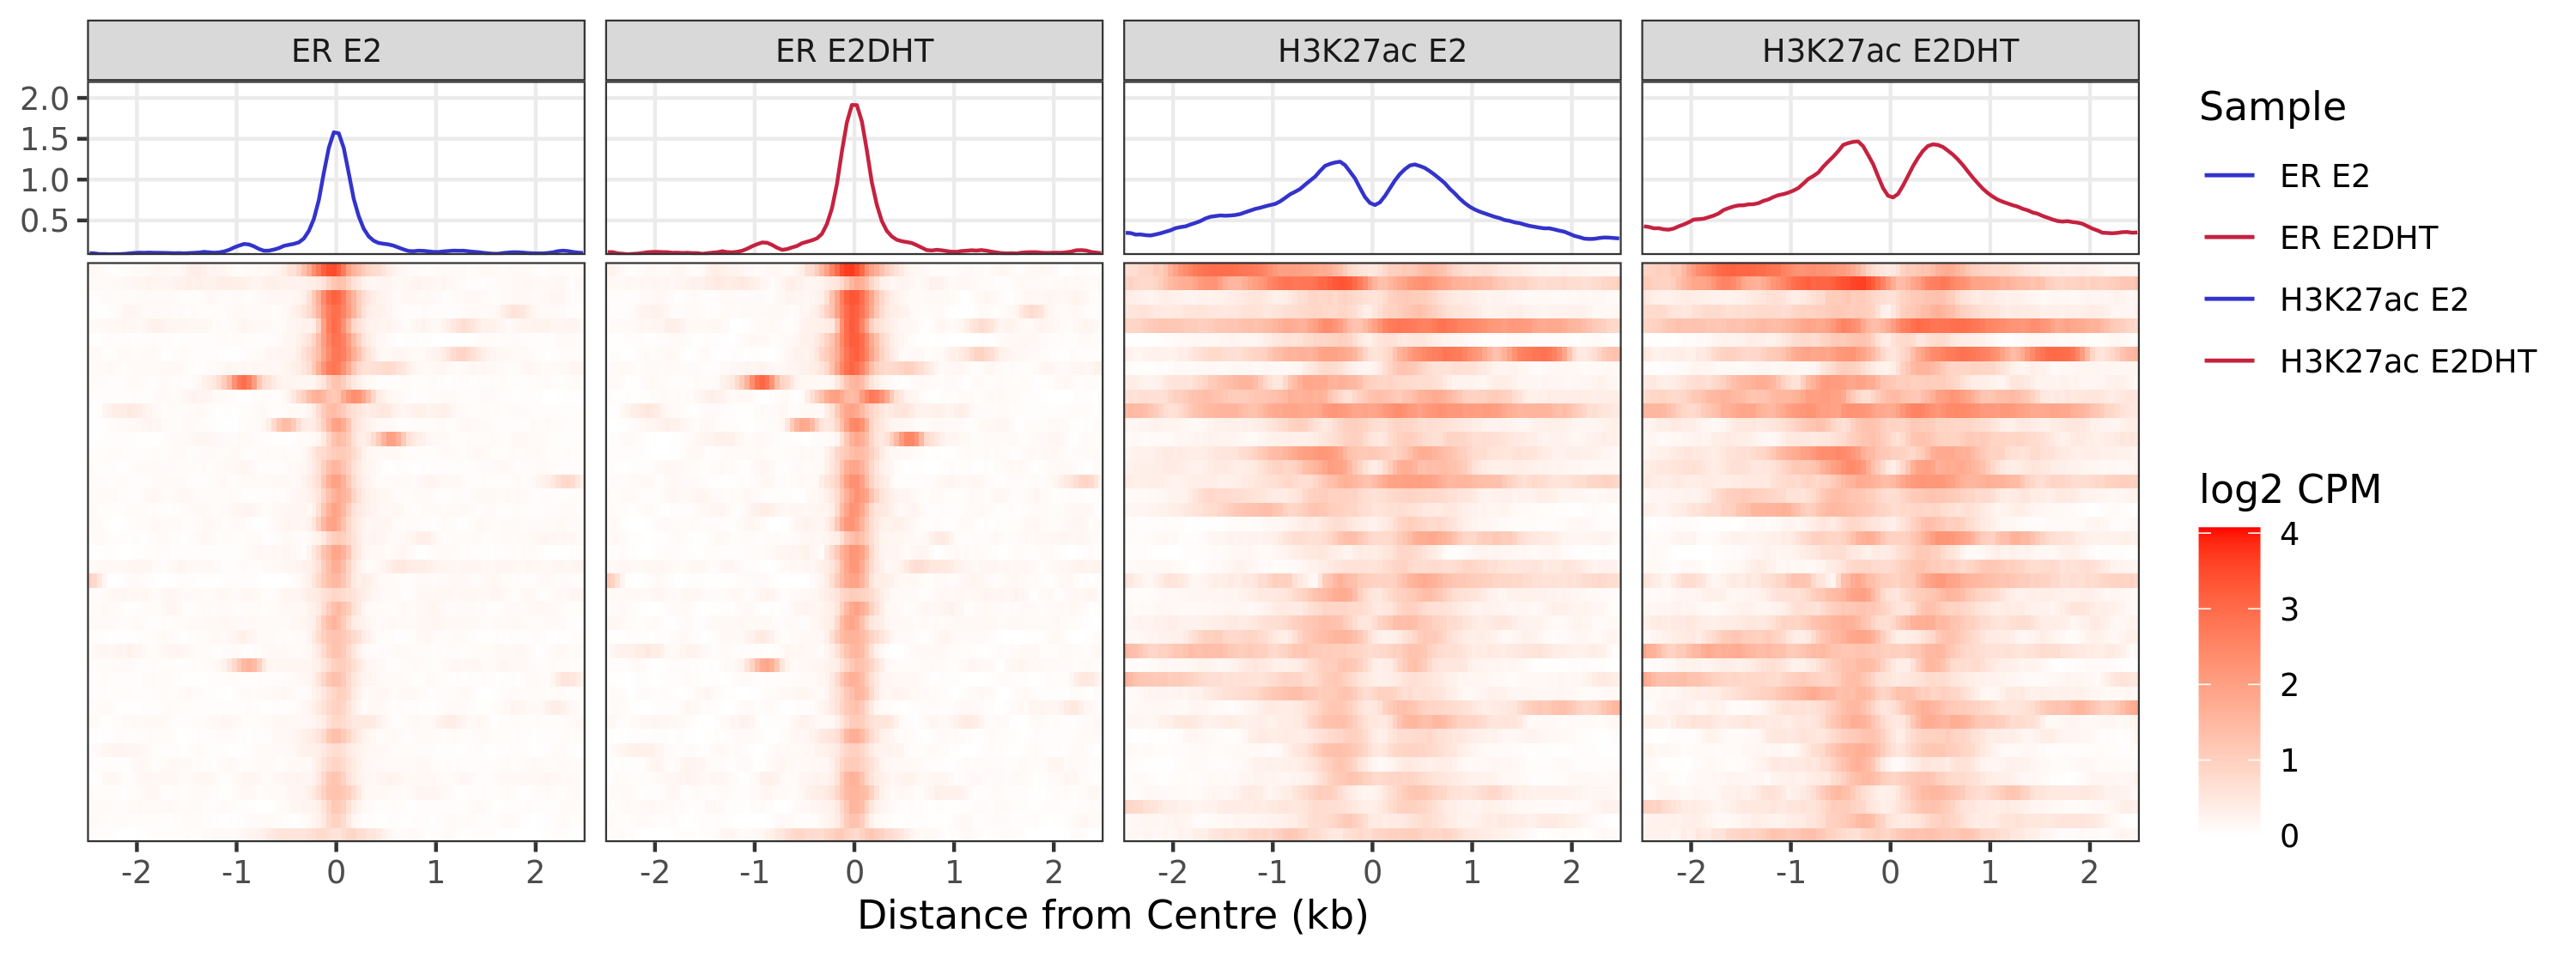 ER E2
ER E2DHT
H3K27ac E2
H3K27ac E2DHT
2.0
1.5
1.0
0.5
-2 -1 0 1 2
-2 -1 0 1 2
-2 -1 0 1 2
-2 -1 0 1 2
Distance from Centre (kb)
Sample
ER E2
ER E2DHT
H3K27ac E2
H3K27ac E2DHT
log2 CPM
4
3
2
1
0